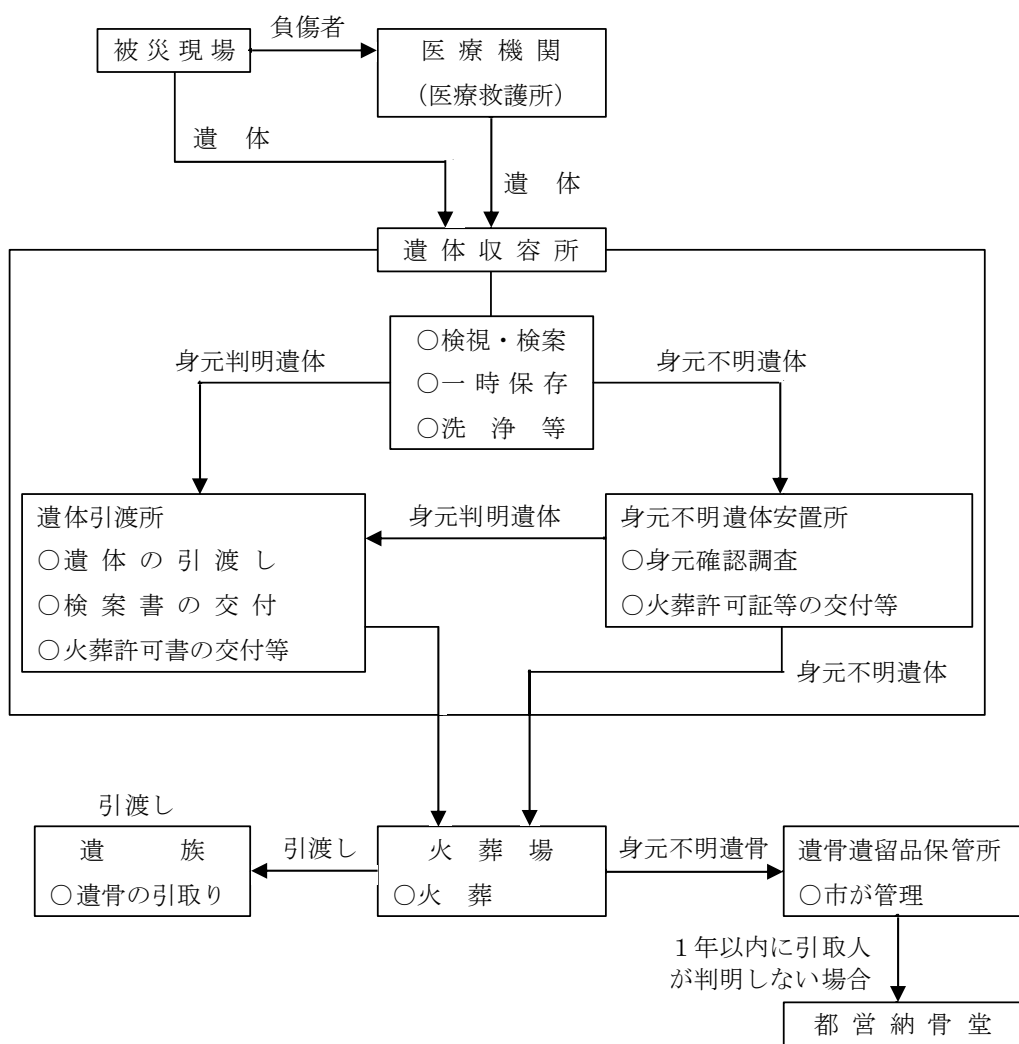 負傷者
被災現場
医療機関
(医療救護所)
遺体
遺体
遺体収容所
○検視・検案
○一時保存
○洗浄等
身元判明遺体
身元不明遺体
遺体引渡所
○遺体の引渡し
○検案書の交付
○火葬許可書の交付等
身元判明遺体
身元不明遺体安置所
○身元確認調査
○火葬許可証等の交付等
身元不明遺体
引渡し
遺族
○遺骨の引取り
引渡し
火葬場
○火葬
身元不明遺骨
遺骨遺留品保管所
○市が管理
1年以内に引取人
が判明しない場合
都営納骨堂